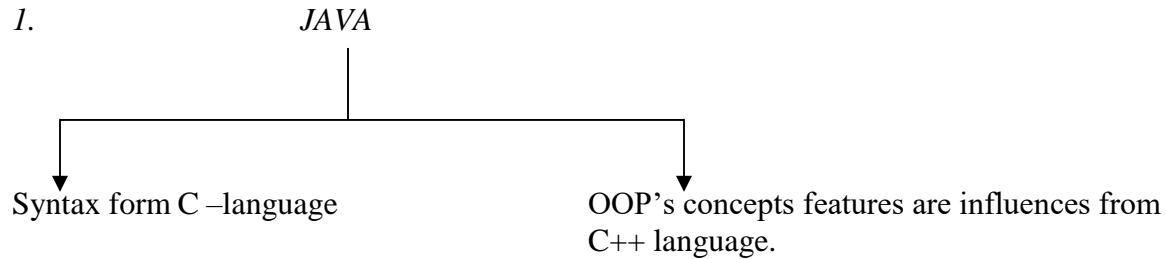 1. JAVA
Syntax form C –language
OOP’s concepts features are influences from
C++ language.